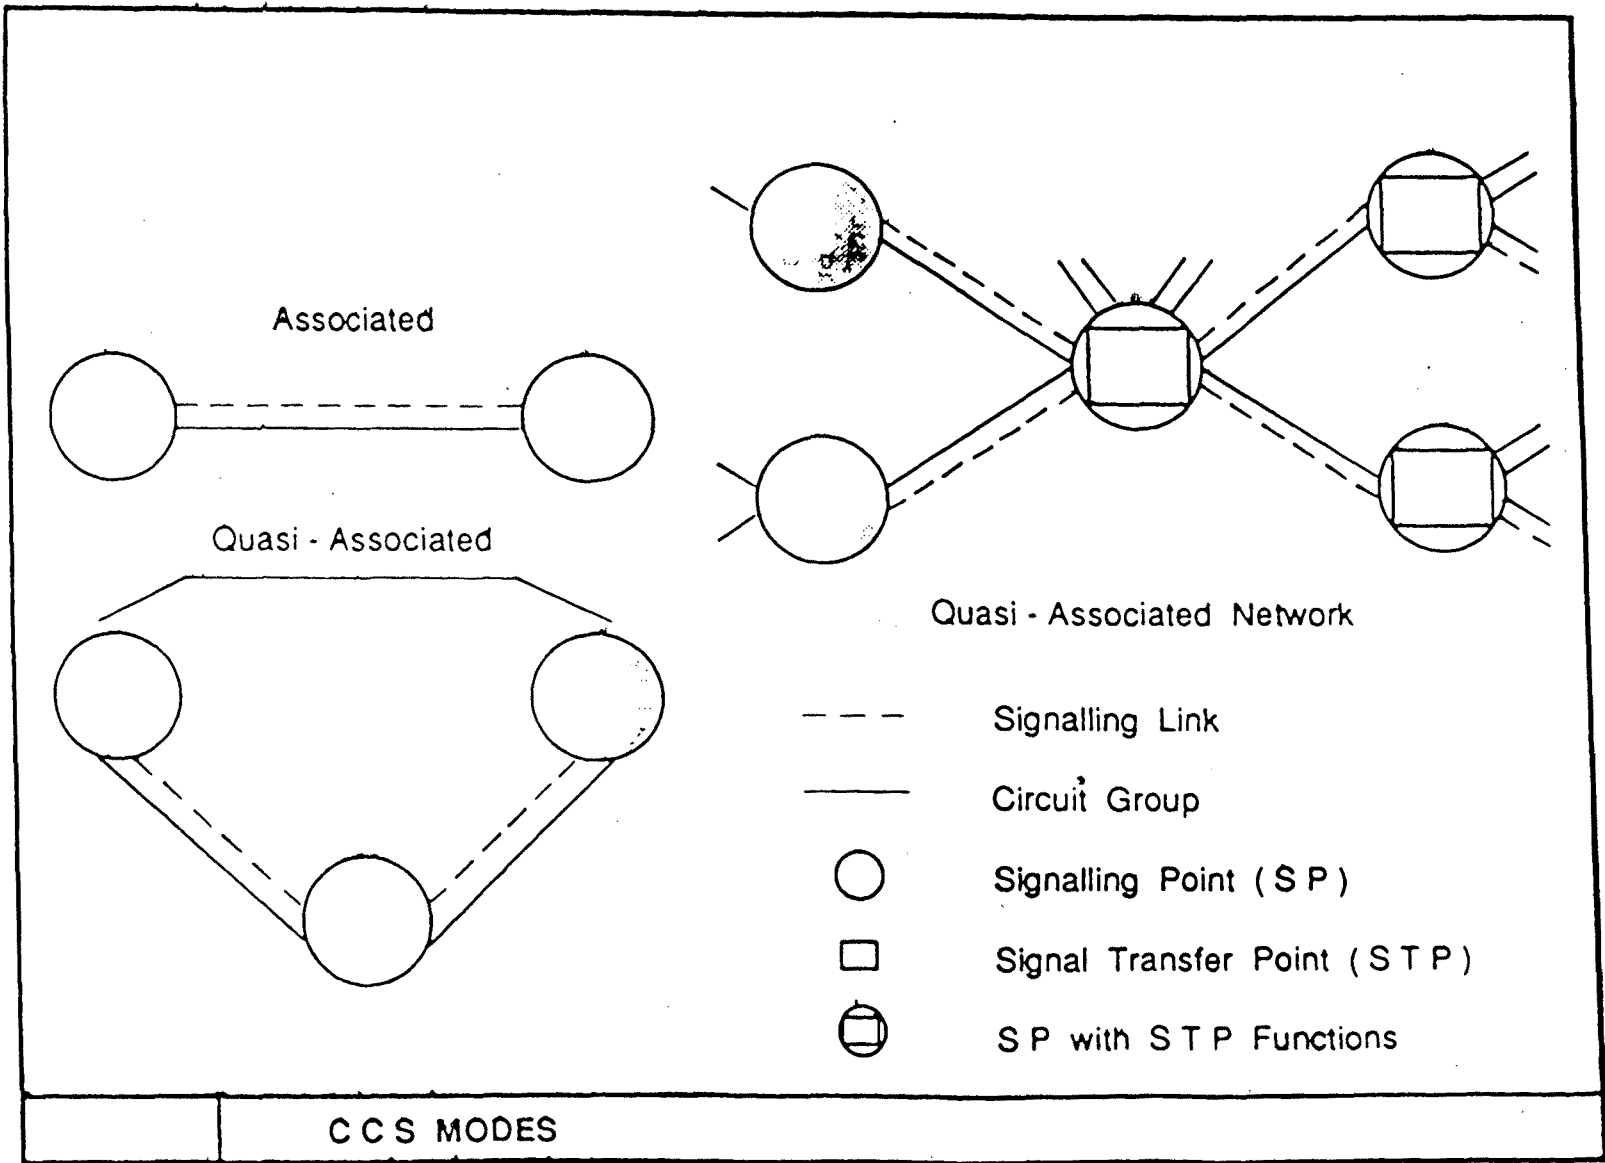 Associated
Quasi - Associated
Quasi - Associated Network
Signalling Link
Circuit Group
Signalling Point ( S P )
Signal Transfer Point ( S T P )
S P with S T P Functions
C C S MODES